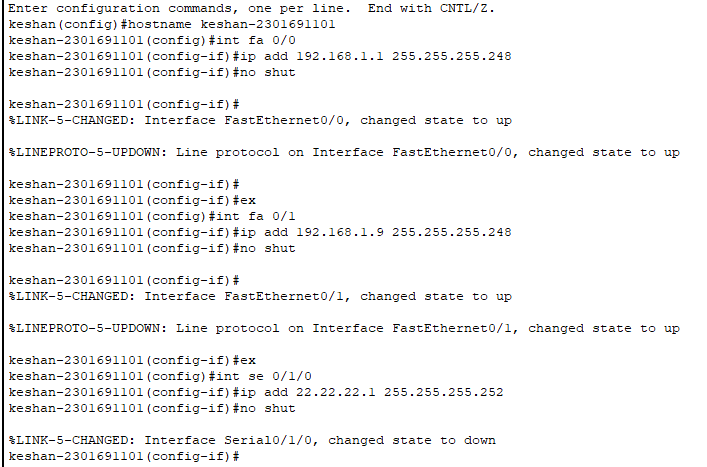 Enter configuration commands, one per line.  End with CNTL/Z.
keshan(config)#hostname keshan-2301691101
keshan-2301691101(config)#int fa 0/0
keshan-2301691101(config-if)#ip add 192.168.1.1 255.255.255.248
keshan-2301691101(config-if)#no shut
keshan-2301691101(config-if)#
%LINK-5-CHANGED: Interface FastEthernet0/0, changed state to up
%LINEPROTO-5-UPDOWN: Line protocol on Interface FastEthernet0/0, changed state to up
keshan-2301691101(config-if)#
keshan-2301691101(config-if)#ex
keshan-2301691101(config)#int fa 0/1
keshan-2301691101(config-if)#ip add 192.168.1.9 255.255.255.248
keshan-2301691101(config-if)#no shut
keshan-2301691101(config-if)#
%LINK-5-CHANGED: Interface FastEthernet0/1, changed state to up
%LINEPROTO-5-UPDOWN: Line protocol on Interface FastEthernet0/1, changed state to up
keshan-2301691101(config-if)#ex
keshan-2301691101(config)#int se 0/1/0
keshan-2301691101(config-if)#ip add 22.22.22.1 255.255.255.252
keshan-2301691101(config-if)#no shut
%LINK-5-CHANGED: Interface Serial0/1/0, changed state to down
keshan-2301691101(config-if)#